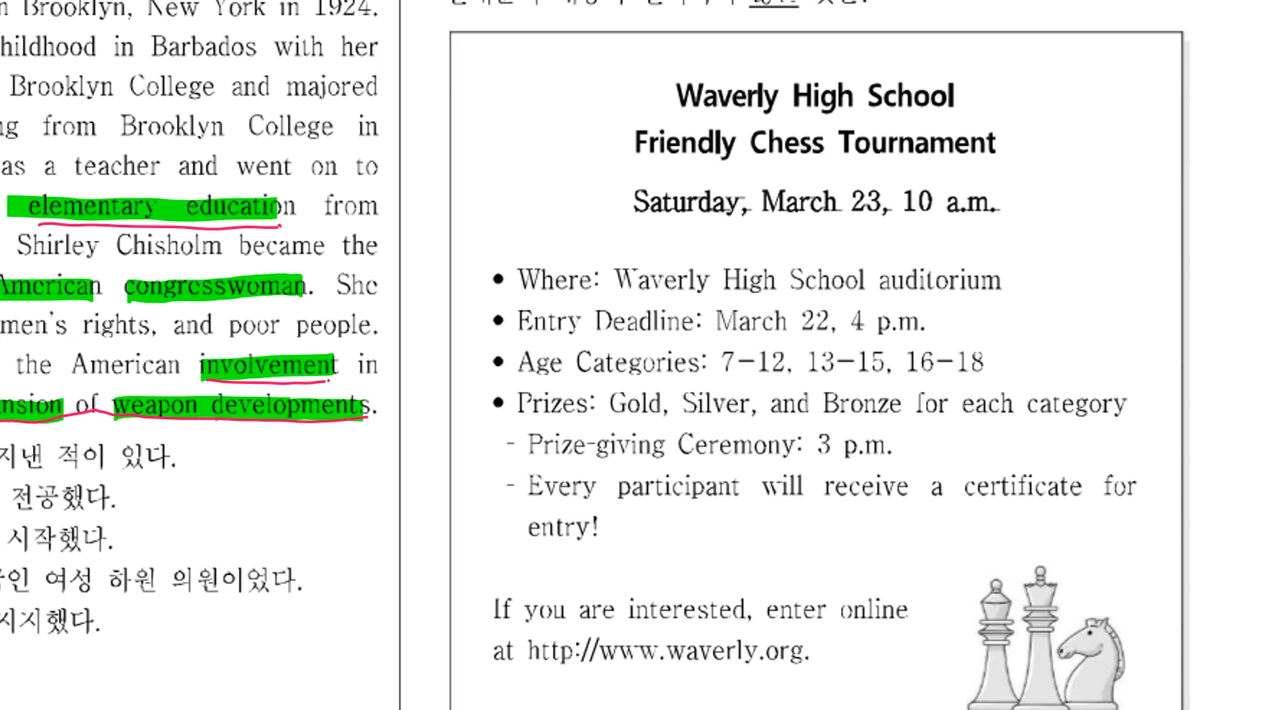 Brooklyn, New York in 1924.
hildhood in Barbados with her
Brooklyn College and majored
ng from Brooklyn College in
as a teacher and went on to
elementary education from
Shirley Chisholm became the
American congresswoman. She
men's rights, and poor people.
the American involvement in
nsion of weapon developments.
지낸 적이 있다.
전공했다.
시작했다.
인 여성 하원 의원이었다.
시지했다.
Waverly High School
Friendly Chess Tournament
Saturday, March 23, 10 a.m.
• Where: Waverly High School auditorium
• Entry Deadline: March 22, 4 p.m.
• Age Categories: 7-12, 13-15, 16-18
• Prizes: Gold, Silver, and Bronze for each category
- Prize-giving Ceremony: 3 p.m.
- Every participant will receive a certificate for
entry!
If you are interested, enter online
at http://www.waverly.org.